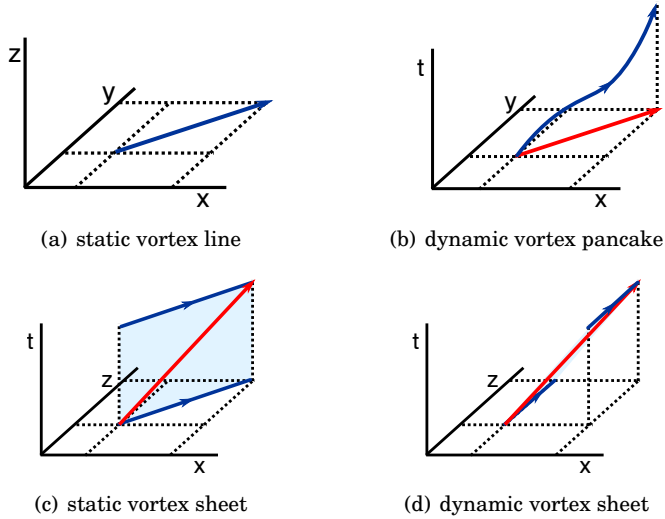 z
y
x
(a) static vortex line
t
y
x
(b) dynamic vortex pancake
t
z
x
(c) static vortex sheet
t
z
x
(d) dynamic vortex sheet